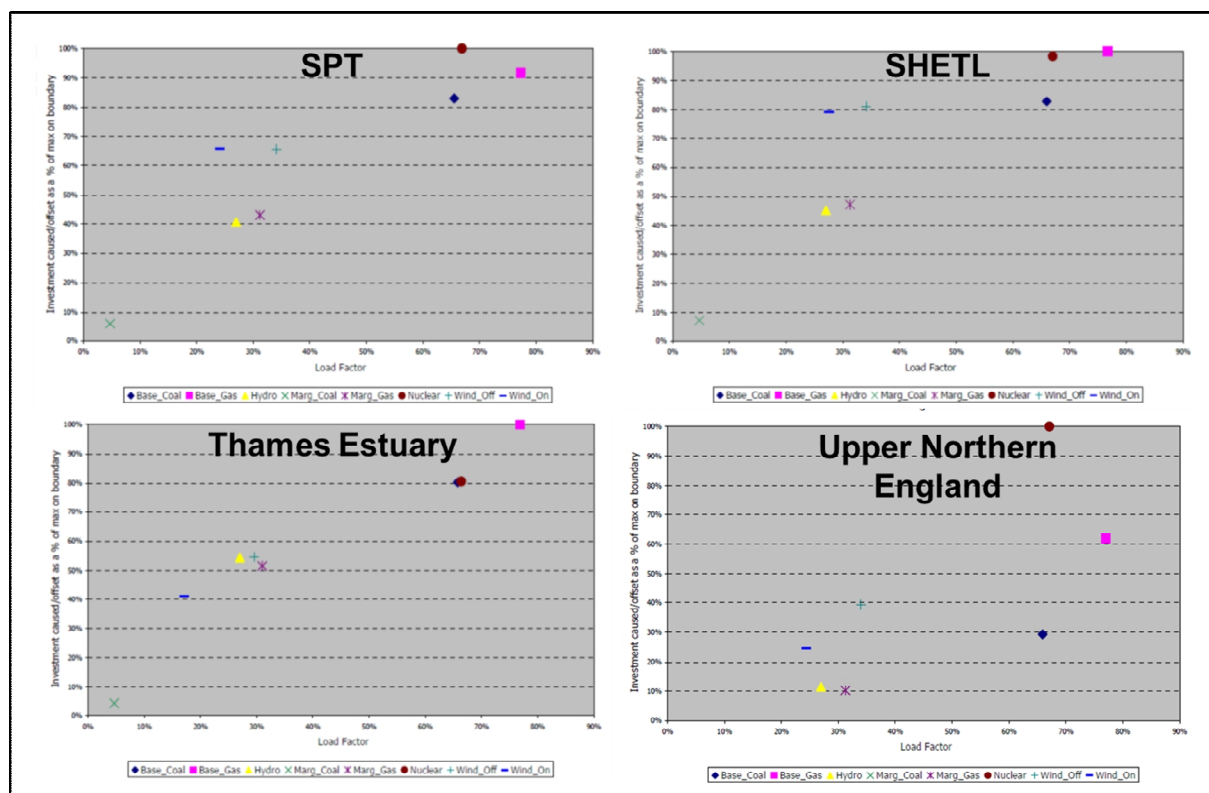 SPT
Investment caused/offset as a % of max on boundary
100%
90%
80%
70%
60%
50%
40%
30%
20%
10%
0%
0% 10% 20% 30% 40% 50% 60% 70% 80% 90%
Load Factor
Base_Coal Base_Gas Hydro Marg_Coal Marg_Gas Nuclear Wind_Off Wind_On
SHETL
Investment caused/offset as a % of max on boundary
100%
90%
80%
70%
60%
50%
40%
30%
20%
10%
0%
0% 10% 20% 30% 40% 50% 60% 70% 80% 90%
Load Factor
Base_Coal Base_Gas Hydro Marg_Coal Marg_Gas Nuclear Wind_Off Wind_On
Thames Estuary
Investment caused/offset as a % of max on boundary
100%
90%
80%
70%
60%
50%
40%
30%
20%
10%
0%
0% 10% 20% 30% 40% 50% 60% 70% 80% 90%
Load Factor
Base_Coal Base_Gas Hydro Marg_Coal Marg_Gas Nuclear Wind_Off Wind_On
Upper Northern
England
Investment caused/offset as a % of max on boundary
100%
90%
80%
70%
60%
50%
40%
30%
20%
10%
0%
0% 10% 20% 30% 40% 50% 60% 70% 80% 90%
Load Factor
Base_Coal Base_Gas Hydro Marg_Coal Marg_Gas Nuclear Wind_Off Wind_On